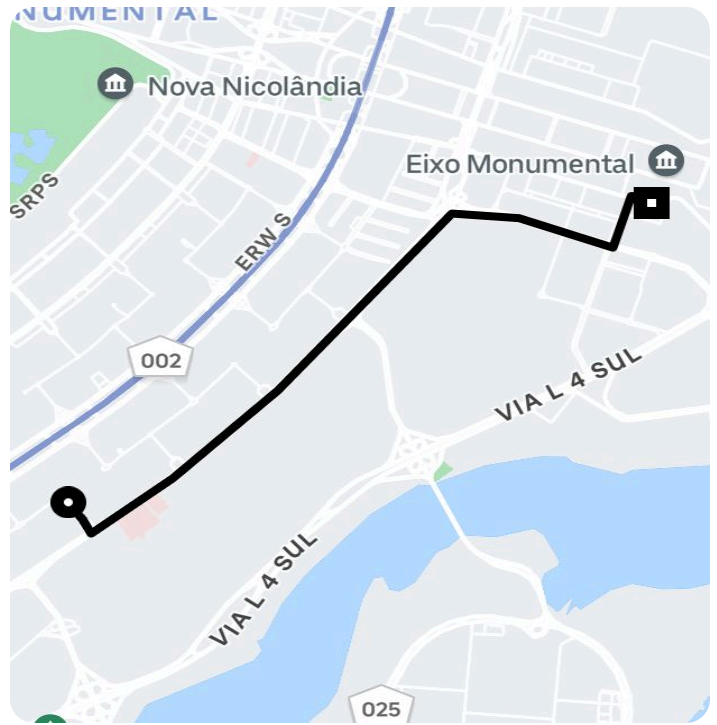 NUMENTAL
Nova Nicolândia
Eixo Monumental
SRPS
ERW S
002
VIA L 4 SUL
VIA L 4 SUL
025